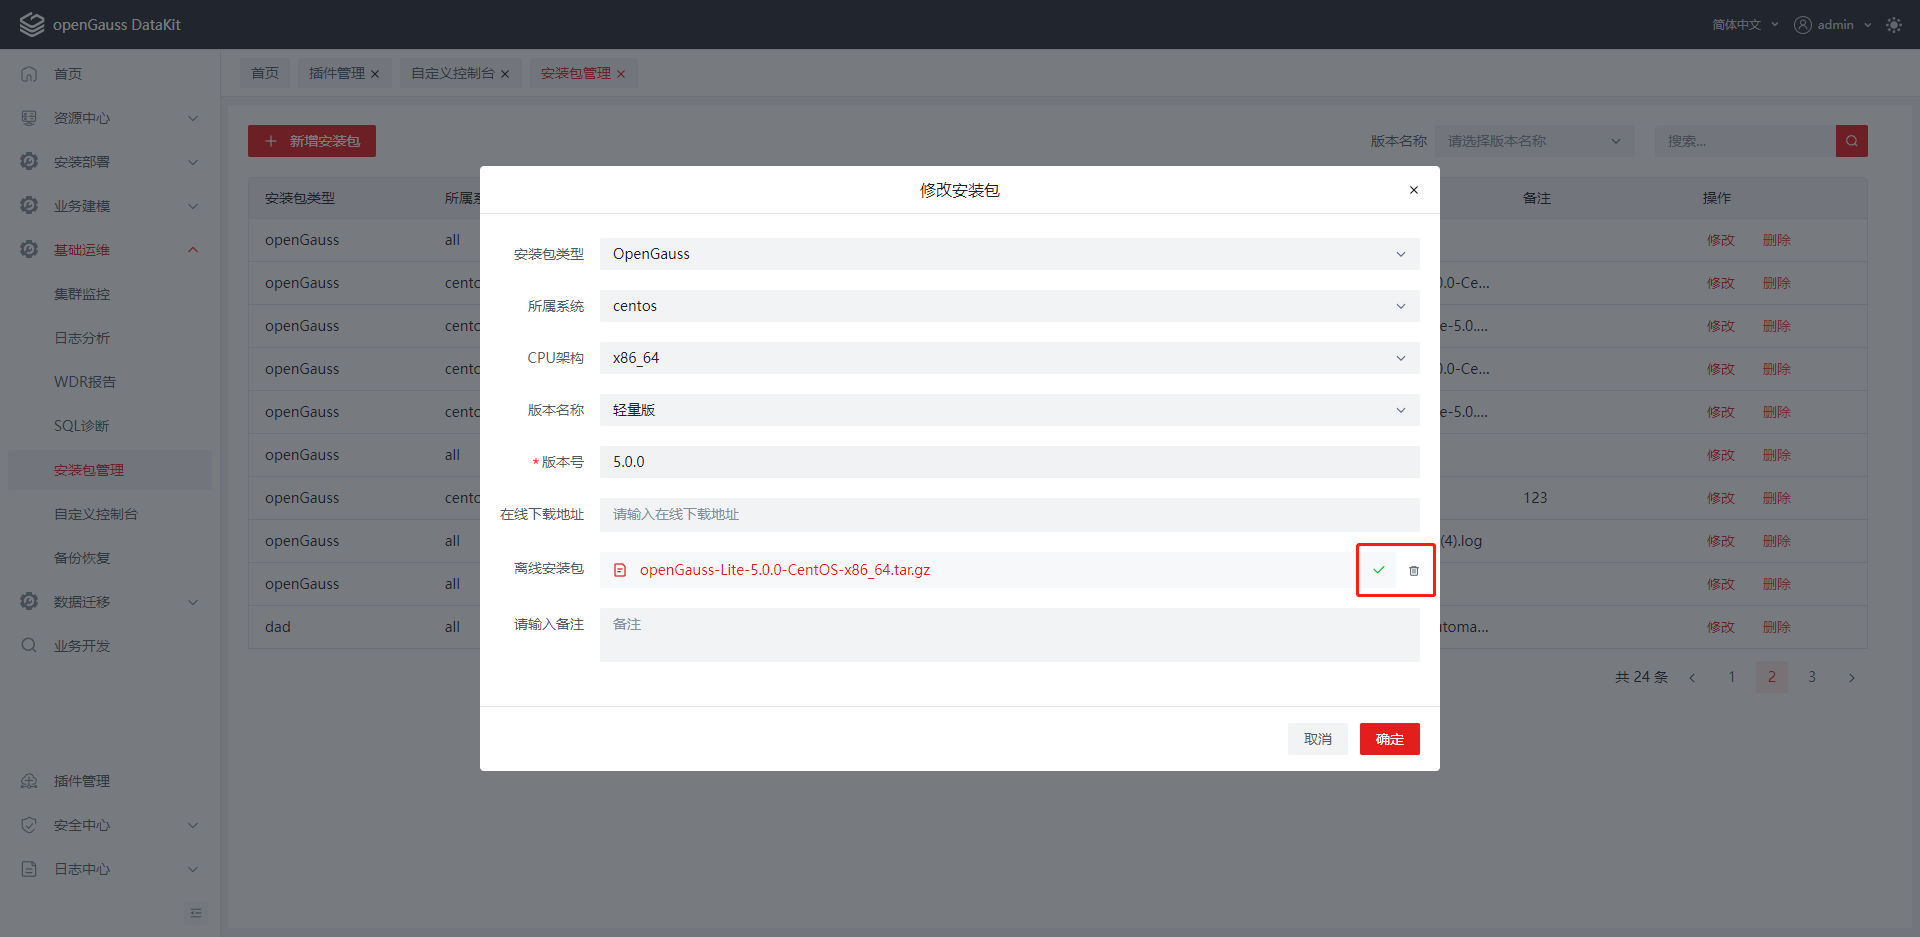 openGauss DataKit
简体中文
admin
首页
资源中心
安装部署
业务建模
基础运维
集群监控
日志分析
WDR报告
SQL诊断
安装包管理
自定义控制台
备份恢复
数据迁移
业务开发
插件管理
安全中心
日志中心
首页 插件管理 自定义控制台 安装包管理
新增安装包
版本名称 请选择版本名称 搜索...
安装包类型 所属系 备注 操作
openGauss all 修改 删除
openGauss cento 0.0-Ce... 修改 删除
openGauss cento e-5.0.... 修改 删除
openGauss cento 0.0-Ce... 修改 删除
openGauss cento e-5.0.... 修改 删除
openGauss all 修改 删除
openGauss cento 123 修改 删除
openGauss all (4).log 修改 删除
openGauss all 修改 删除
dad all utoma... 修改 删除
共 24 条 1 2 3
修改安装包
安装包类型 OpenGauss
所属系统 centos
CPU架构 x86_64
版本名称 轻量版
*版本号 5.0.0
在线下载地址 请输入在线下载地址
离线安装包 openGauss-Lite-5.0.0-CentOS-x86_64.tar.gz
请输入备注 备注
取消 确定